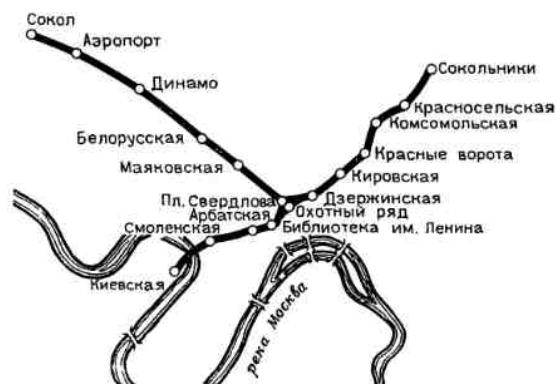 Сокол
Аэропорт
Динамо
Белорусская
Маяковская
Пл. Свердлова
Сокольники
Красносельская
Комсомольская
Красные ворота
Кировская
Дзержинская
Охотный ряд
Библиотека им. Ленина
Арбатская
Смоленская
Киевская
река Москва